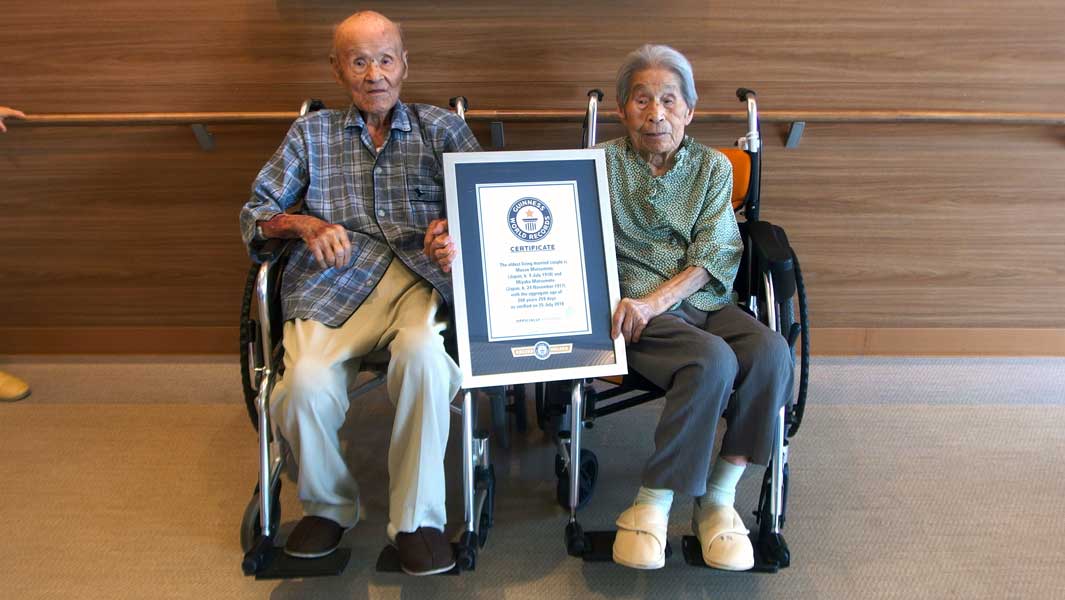 GUINNESS
WORLD RECORDS
CERTIFICATE
The oldest living married couple is
Masao Matsumoto
(Japan, b. 9 July 1910) and
Miyako Matsumoto
(Japan, b. 24 November 1917)
with the aggregate age of
208 years 259 days
as verified on 25 July 2018
OFFICIALLY